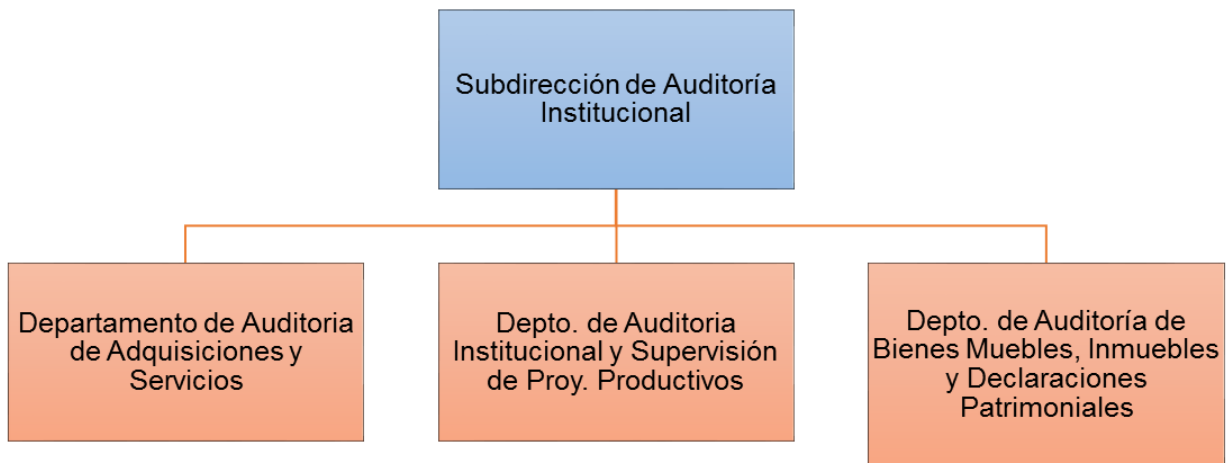 Subdirección de Auditoría
Institucional
Departamento de Auditoria
de Adquisiciones y
Servicios
Depto. de Auditoria
Institucional y Supervisión
de Proy. Productivos
Depto. de Auditoría de
Bienes Muebles, Inmuebles
y Declaraciones
Patrimoniales